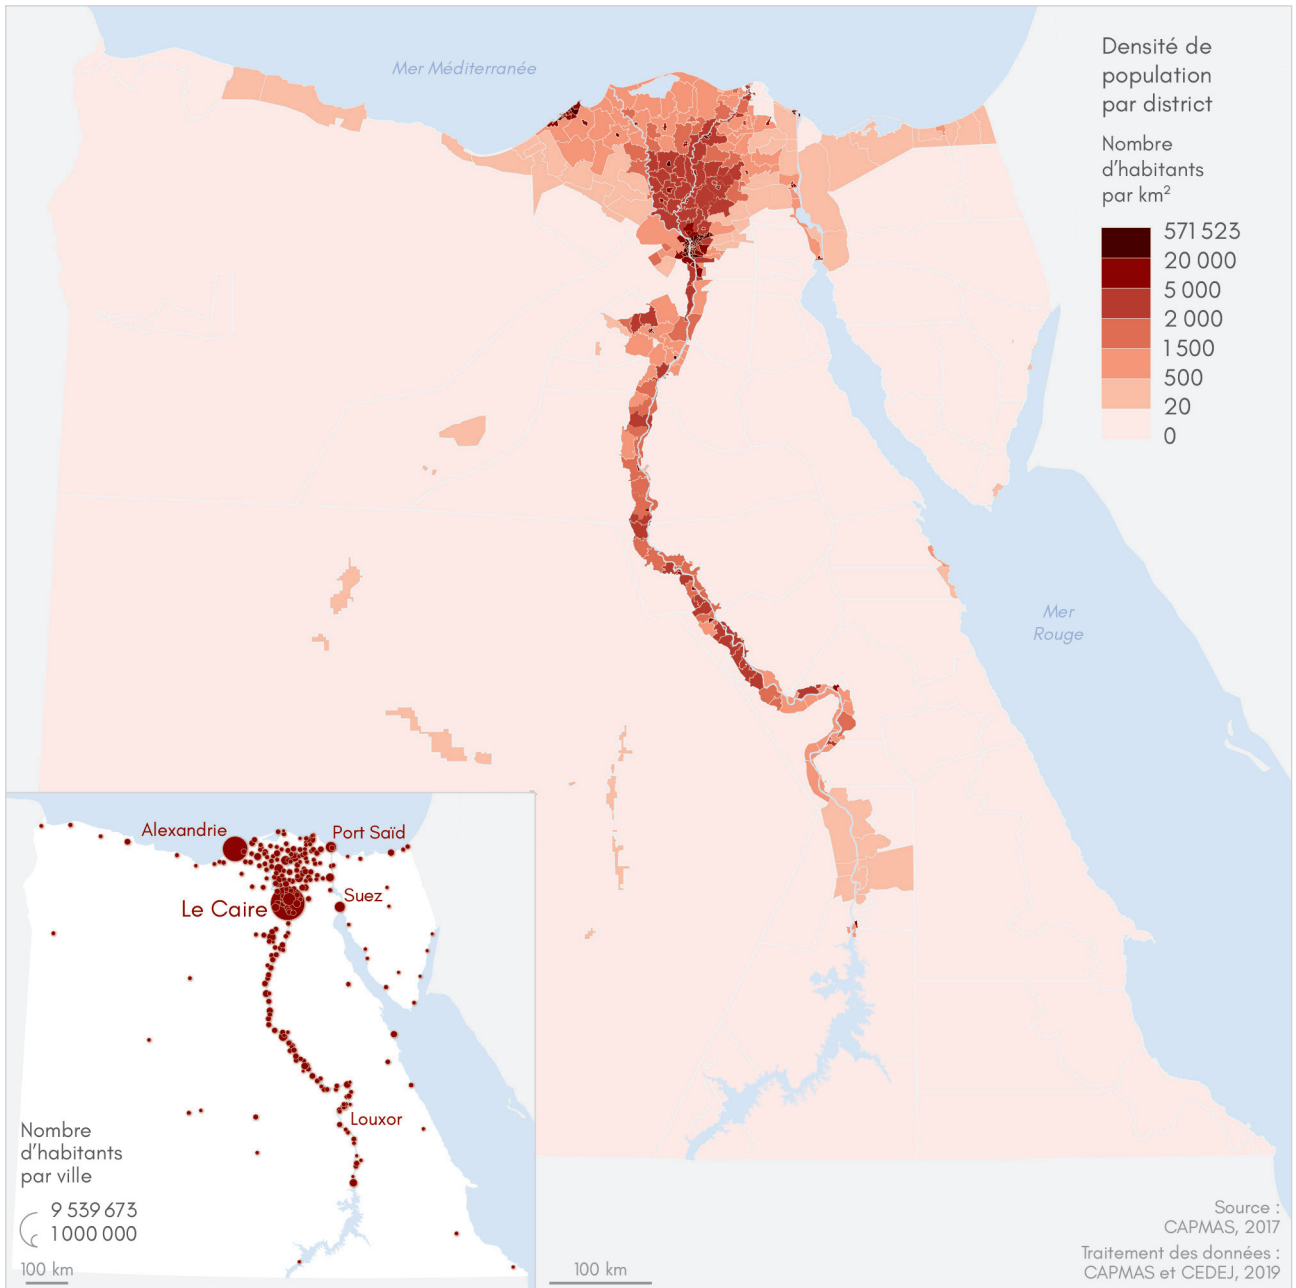 Mer Méditerranée
Densité de
population
par district
Nombre
d'habitants
par km²
571 523
20 000
5 000
2 000
1 500
500
20
0
Mer
Rouge
Alexandrie
Port Saïd
Le Caire
Suez
Louxor
Nombre
d'habitants
par ville
9 539 673
1 000 000
100 km
100 km
Source :
CAPMAS, 2017
Traitement des données :
CAPMAS et CEDEJ, 2019